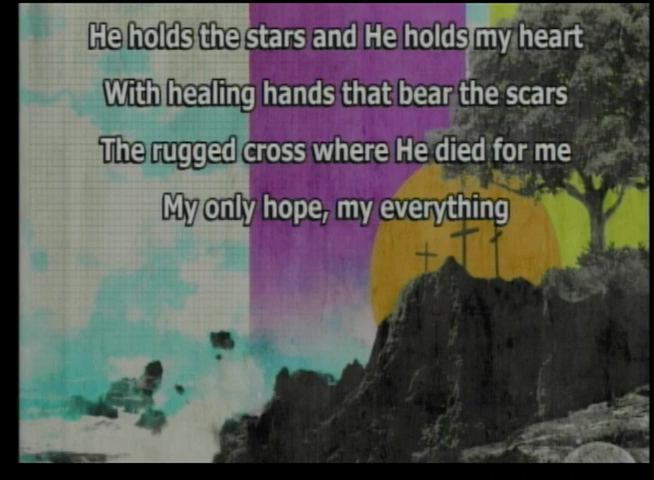 He holds the stars and He holds my heart
With healing hands that bear the scars
The rugged cross where He died for me
My only hope, my everything